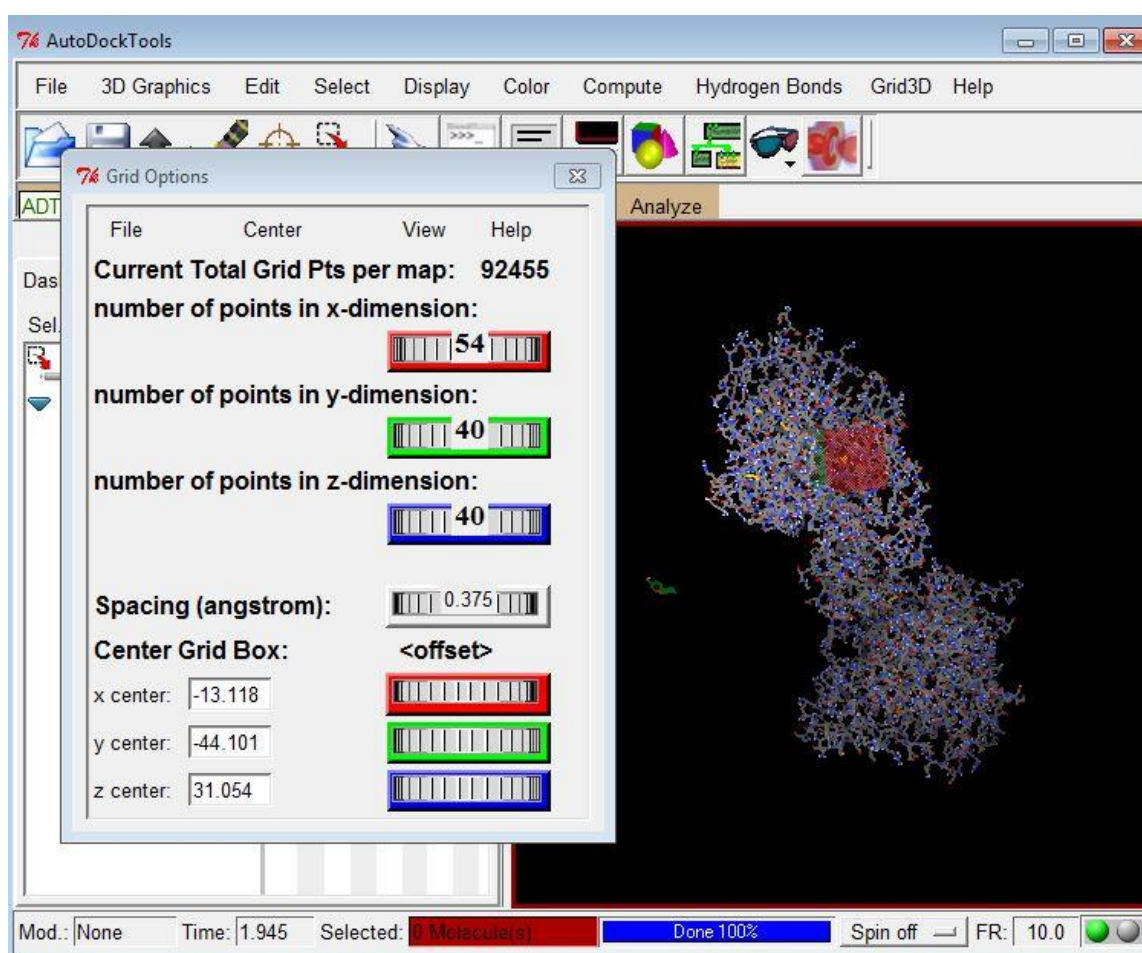 AutoDockTools
File 3D Graphics Edit Select Display Color Compute Hydrogen Bonds Grid3D Help
>>>_
Grid Options
ADT
Analyze
File Center View Help
Current Total Grid Pts per map: 92455
number of points in x-dimension:
54
number of points in y-dimension:
40
number of points in z-dimension:
40
Spacing (angstrom): 0.375
Center Grid Box: <offset>
x center: -13.118
y center: -44.101
z center: 31.054
Das
Sel.
Mod.: None Time: 1.945 Selected: 0 Molecule(s) Done 100% Spin off FR: 10.0